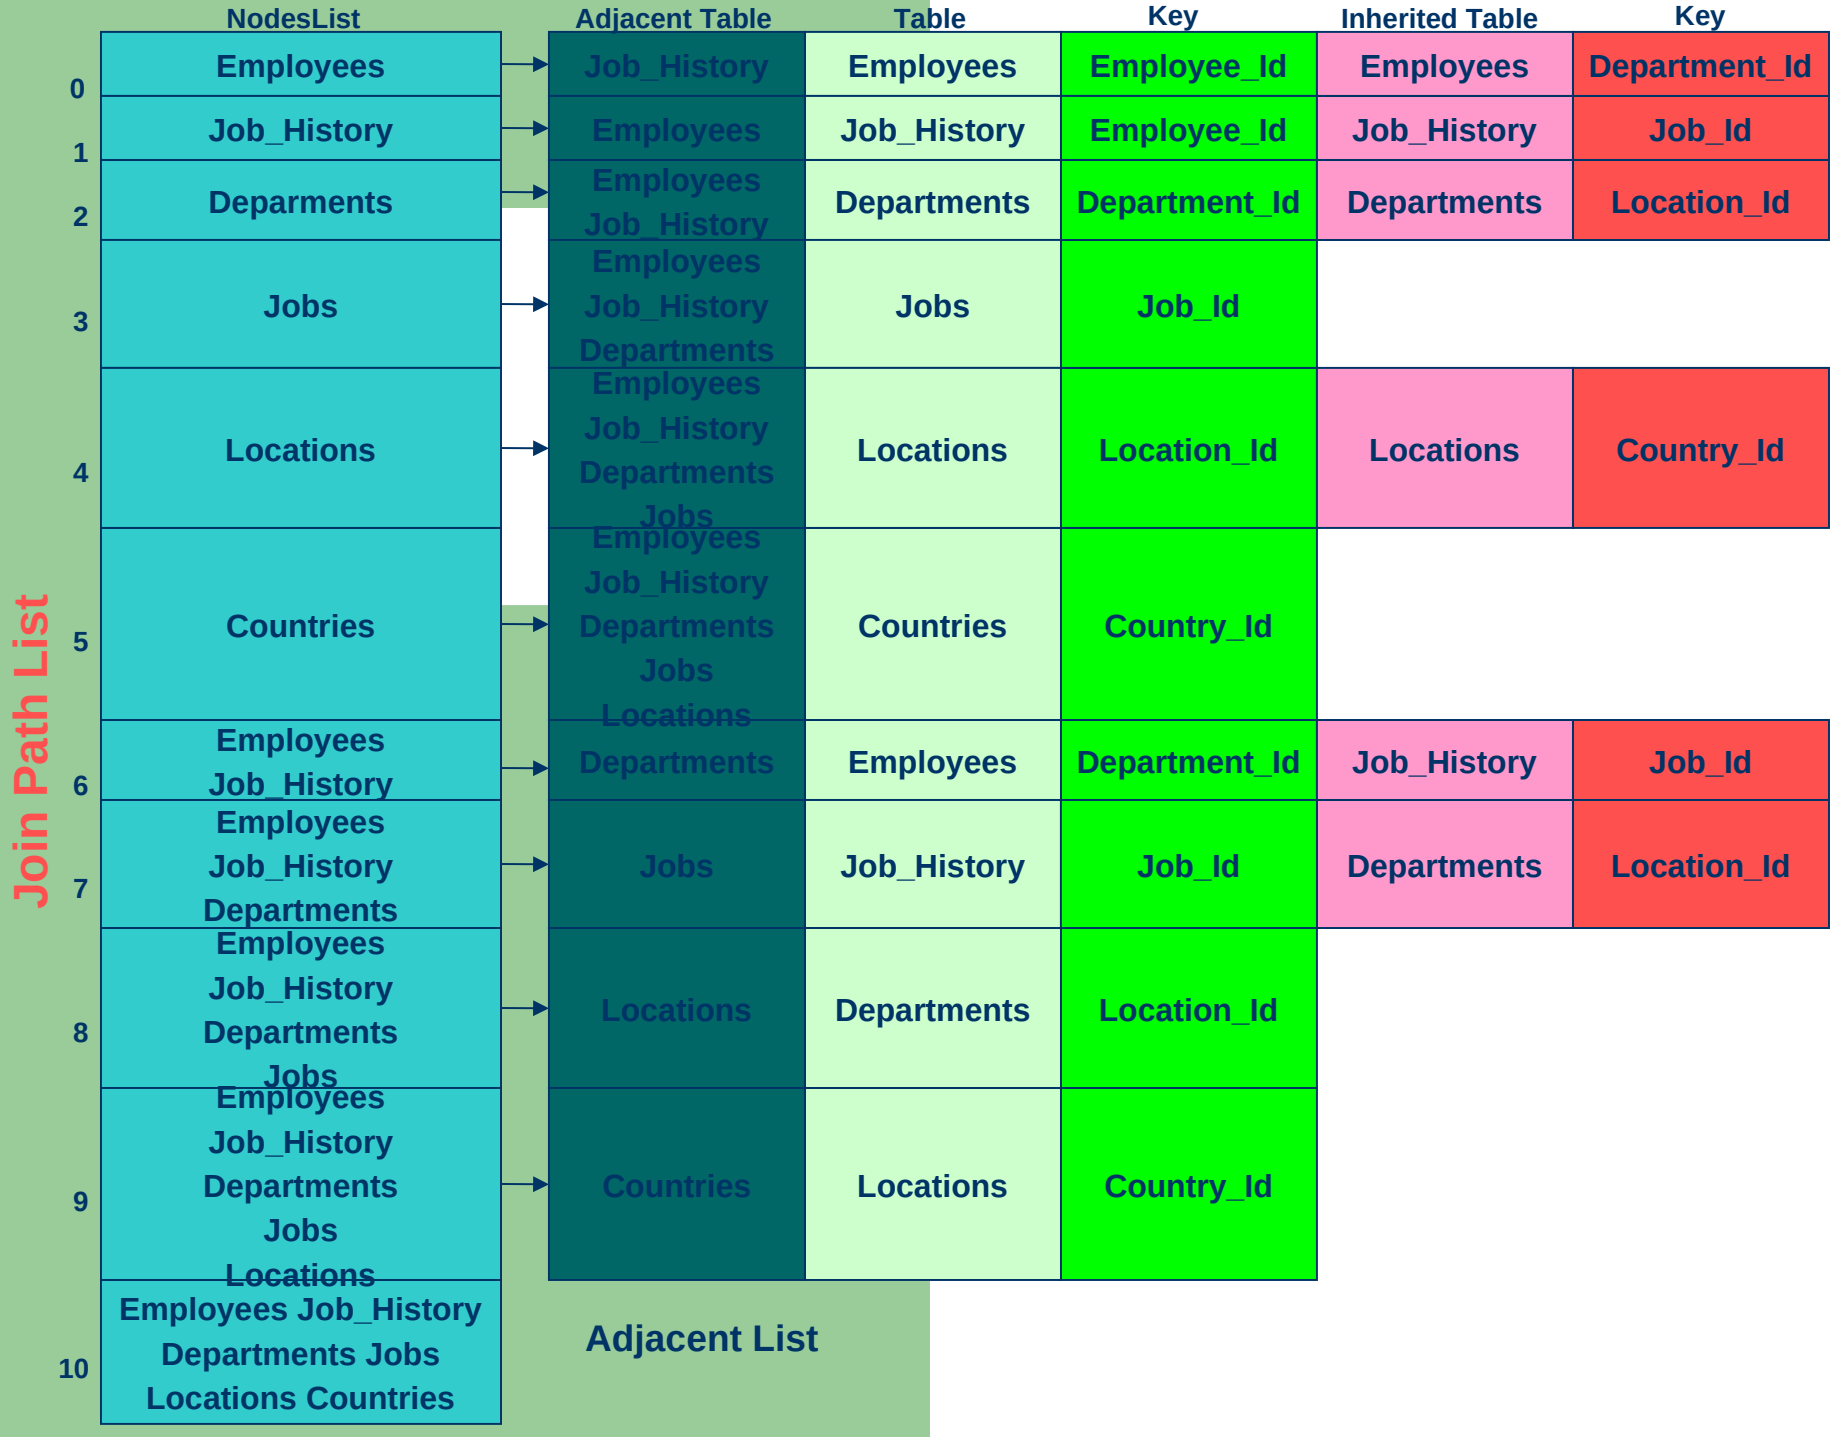 NodesList Adjacent Table Table Key Inherited Table Key
0 Employees Job_History Employees Employee_Id Employees Department_Id
1 Job_History Employees Job_History Employee_Id Job_History Job_Id
2 Deparments Employees
Job_History Departments Department_Id Departments Location_Id
3 Jobs Employees
Job_History
Departments Jobs Job_Id
4 Locations Employees
Job_History
Departments
Jobs Locations Location_Id Locations Country_Id
5 Countries Employees
Job_History
Departments
Jobs
Locations Countries Country_Id
6 Employees
Job_History Departments Employees Department_Id Job_History Job_Id
7 Employees
Job_History
Departments Jobs Job_History Job_Id Departments Location_Id
8 Employees
Job_History
Departments
Jobs Locations Departments Location_Id
9 Employees
Job_History
Departments
Jobs
Locations Countries Locations Country_Id
10 Employees Job_History
Departments Jobs
Locations Countries
Adjacent List
Join Path List